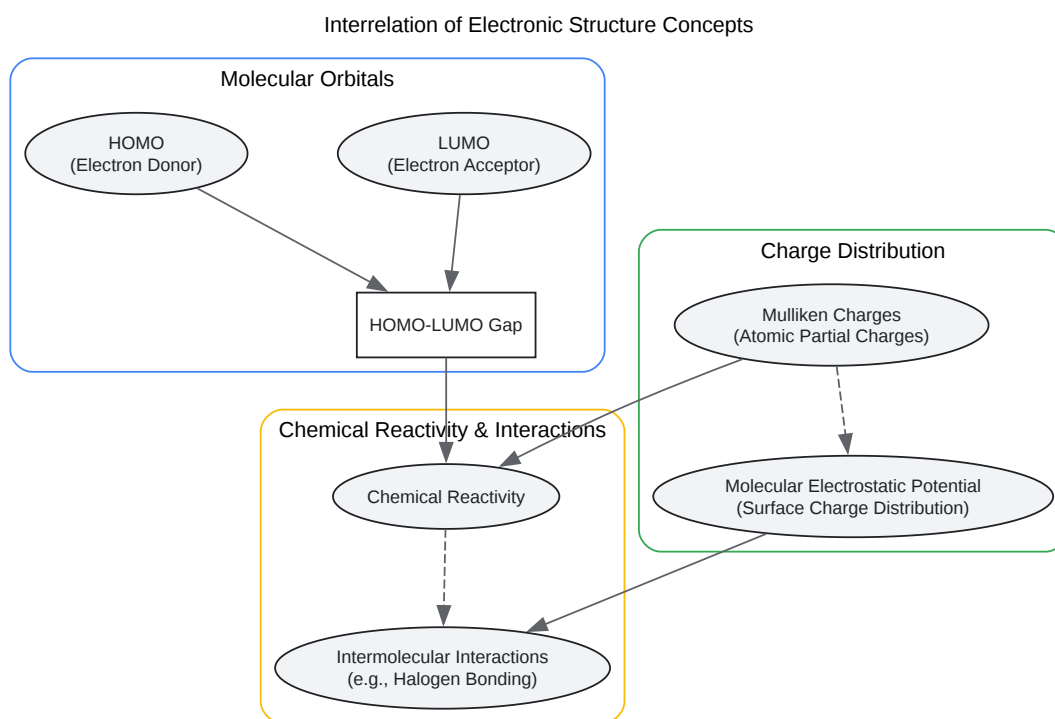 Interrelation of Electronic Structure Concepts
Molecular Orbitals
HOMO
(Electron Donor)
LUMO
(Electron Acceptor)
HOMO-LUMO Gap
Charge Distribution
Mulliken Charges
(Atomic Partial Charges)
Molecular Electrostatic Potential
(Surface Charge Distribution)
Chemical Reactivity & Interactions
Chemical Reactivity
Intermolecular Interactions
(e.g., Halogen Bonding)